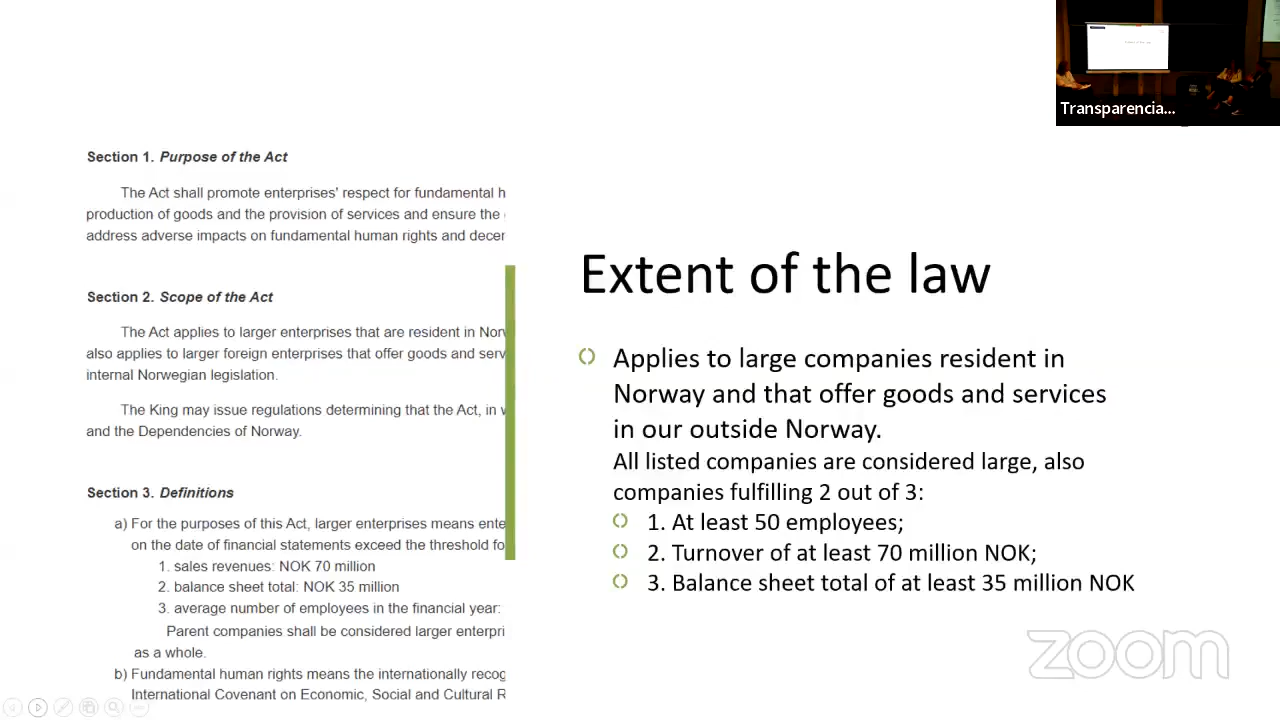 Transparencia...
Section 1. Purpose of the Act
The Act shall promote enterprises' respect for fundamental h
production of goods and the provision of services and ensure the
address adverse impacts on fundamental human rights and decer
Section 2. Scope of the Act
The Act applies to larger enterprises that are resident in Nor
also applies to larger foreign enterprises that offer goods and serv
internal Norwegian legislation.
The King may issue regulations determining that the Act, in w
and the Dependencies of Norway.
Section 3. Definitions
a) For the purposes of this Act, larger enterprises means ente
on the date of financial statements exceed the threshold fo
1. sales revenues: NOK 70 million
2. balance sheet total: NOK 35 million
3. average number of employees in the financial year:
Parent companies shall be considered larger enterpri
as a whole.
b) Fundamental human rights means the internationally recog
International Covenant on Economic, Social and Cultural R
Extent of the law
Applies to large companies resident in
Norway and that offer goods and services
in our outside Norway.
All listed companies are considered large, also
companies fulfilling 2 out of 3:
1. At least 50 employees;
2. Turnover of at least 70 million NOK;
3. Balance sheet total of at least 35 million NOK
zoom